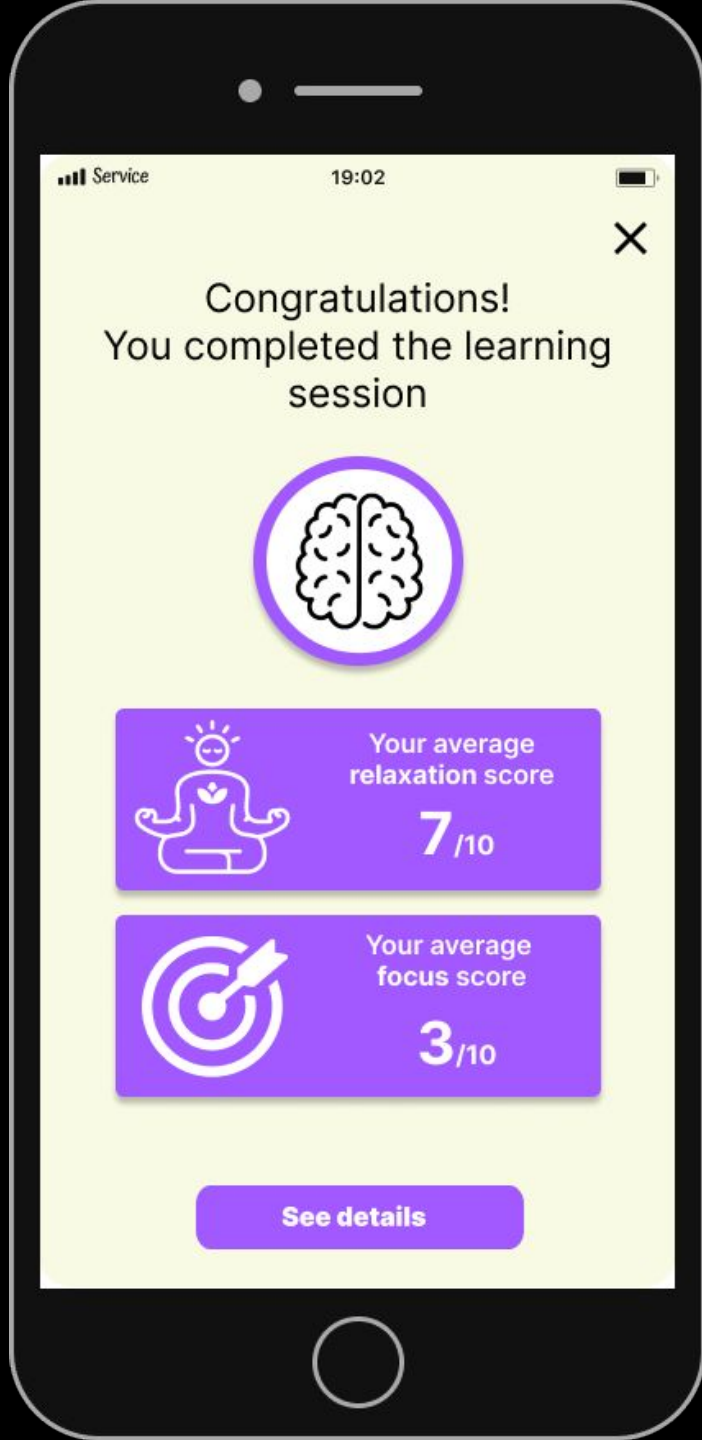 Service
19:02
Congratulations!
You completed the learning
session
Your average
relaxation score
7/10
Your average
focus score
3/10
See details